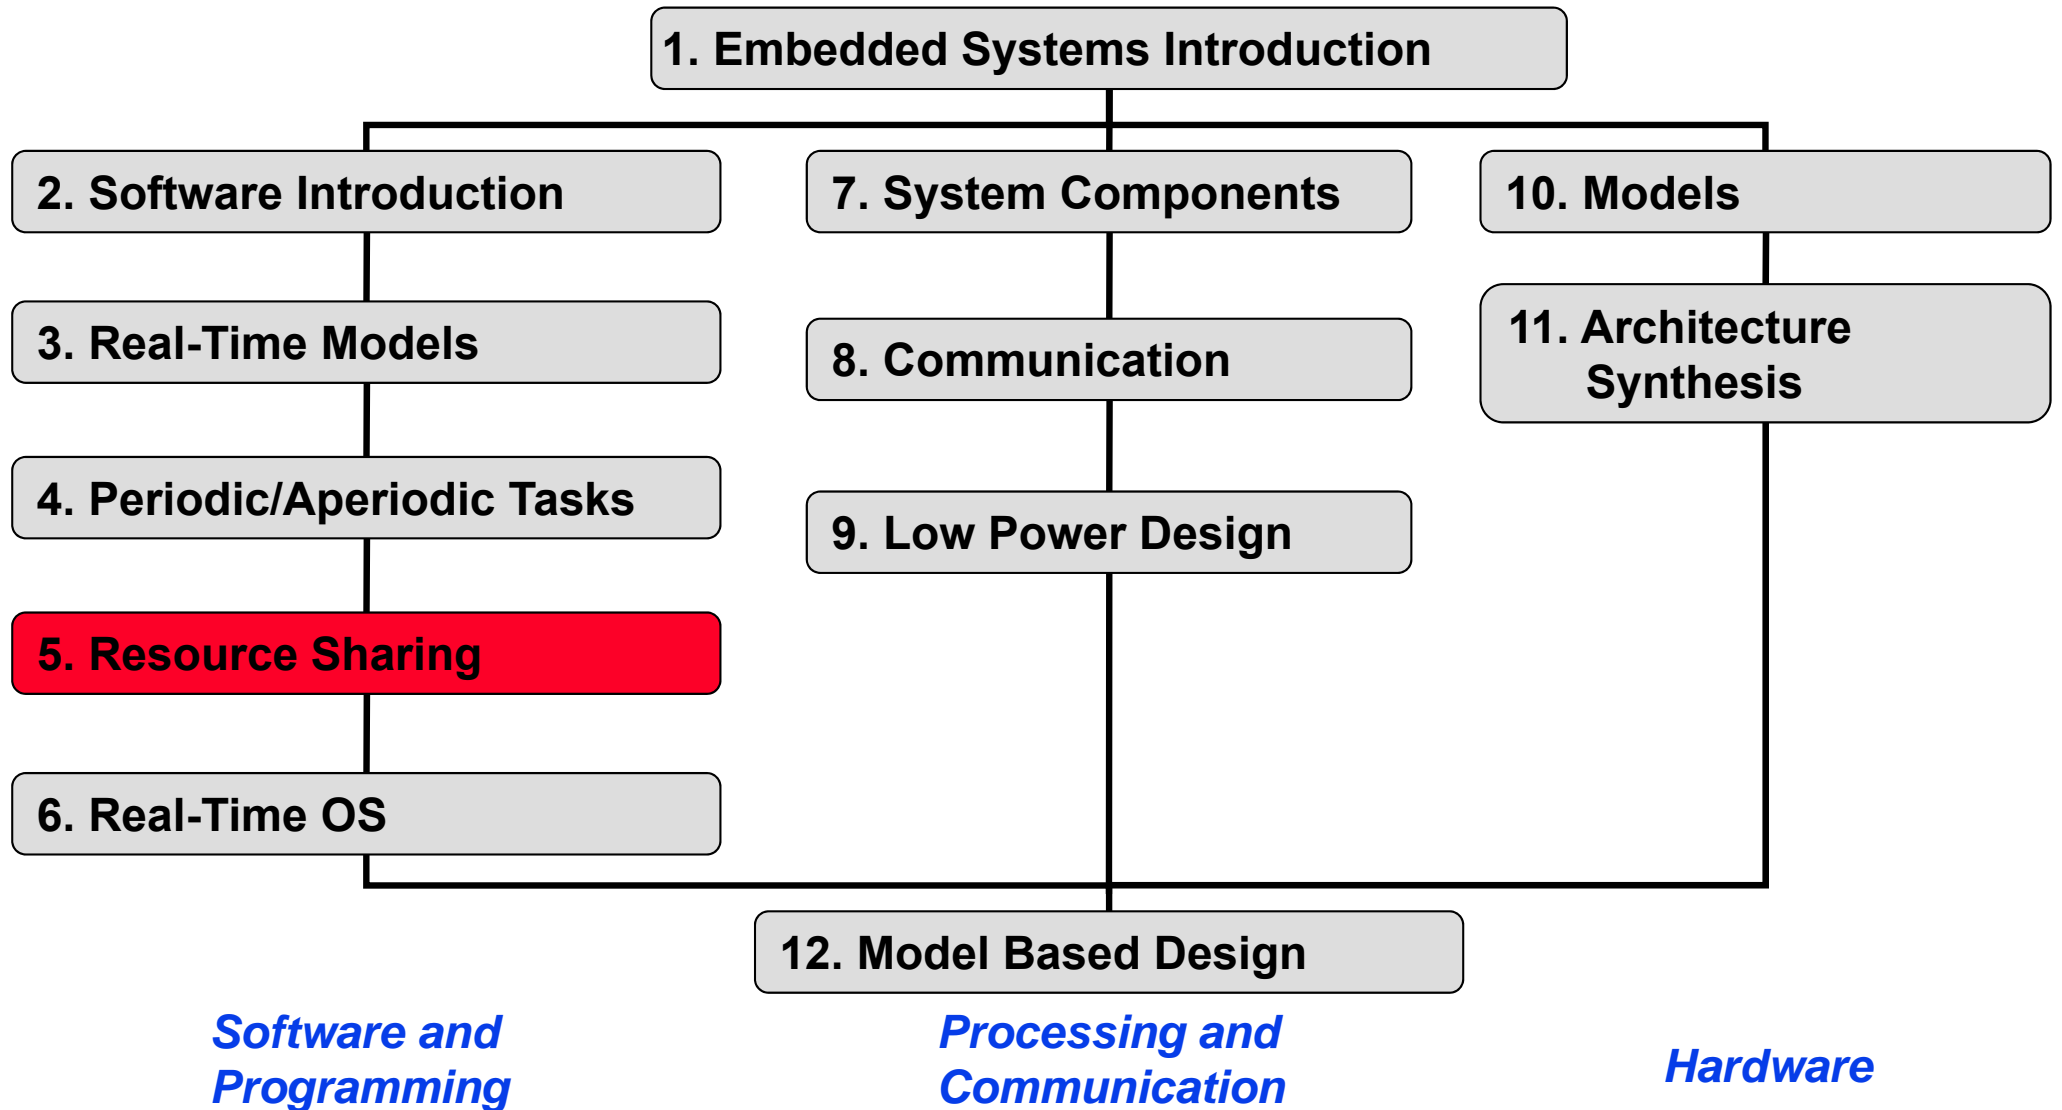 1. Embedded Systems Introduction
2. Software Introduction
3. Real-Time Models
4. Periodic/Aperiodic Tasks
5. Resource Sharing
6. Real-Time OS
7. System Components
8. Communication
9. Low Power Design
10. Models
11. Architecture
Synthesis
12. Model Based Design
Software and
Programming
Processing and
Communication
Hardware